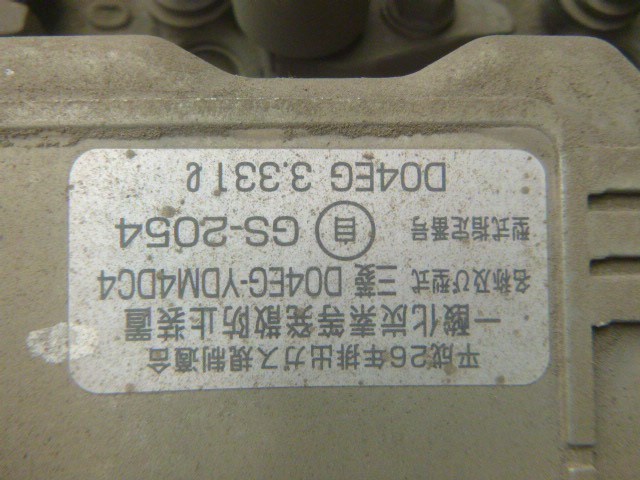 平成26年排出ガス規制適合
一酸化炭素等発散防止装置
名称及び型式 三菱 D04EG-YDM4DC4
型式指定番号 自 GS-2054
D04EG 3.331ℓ